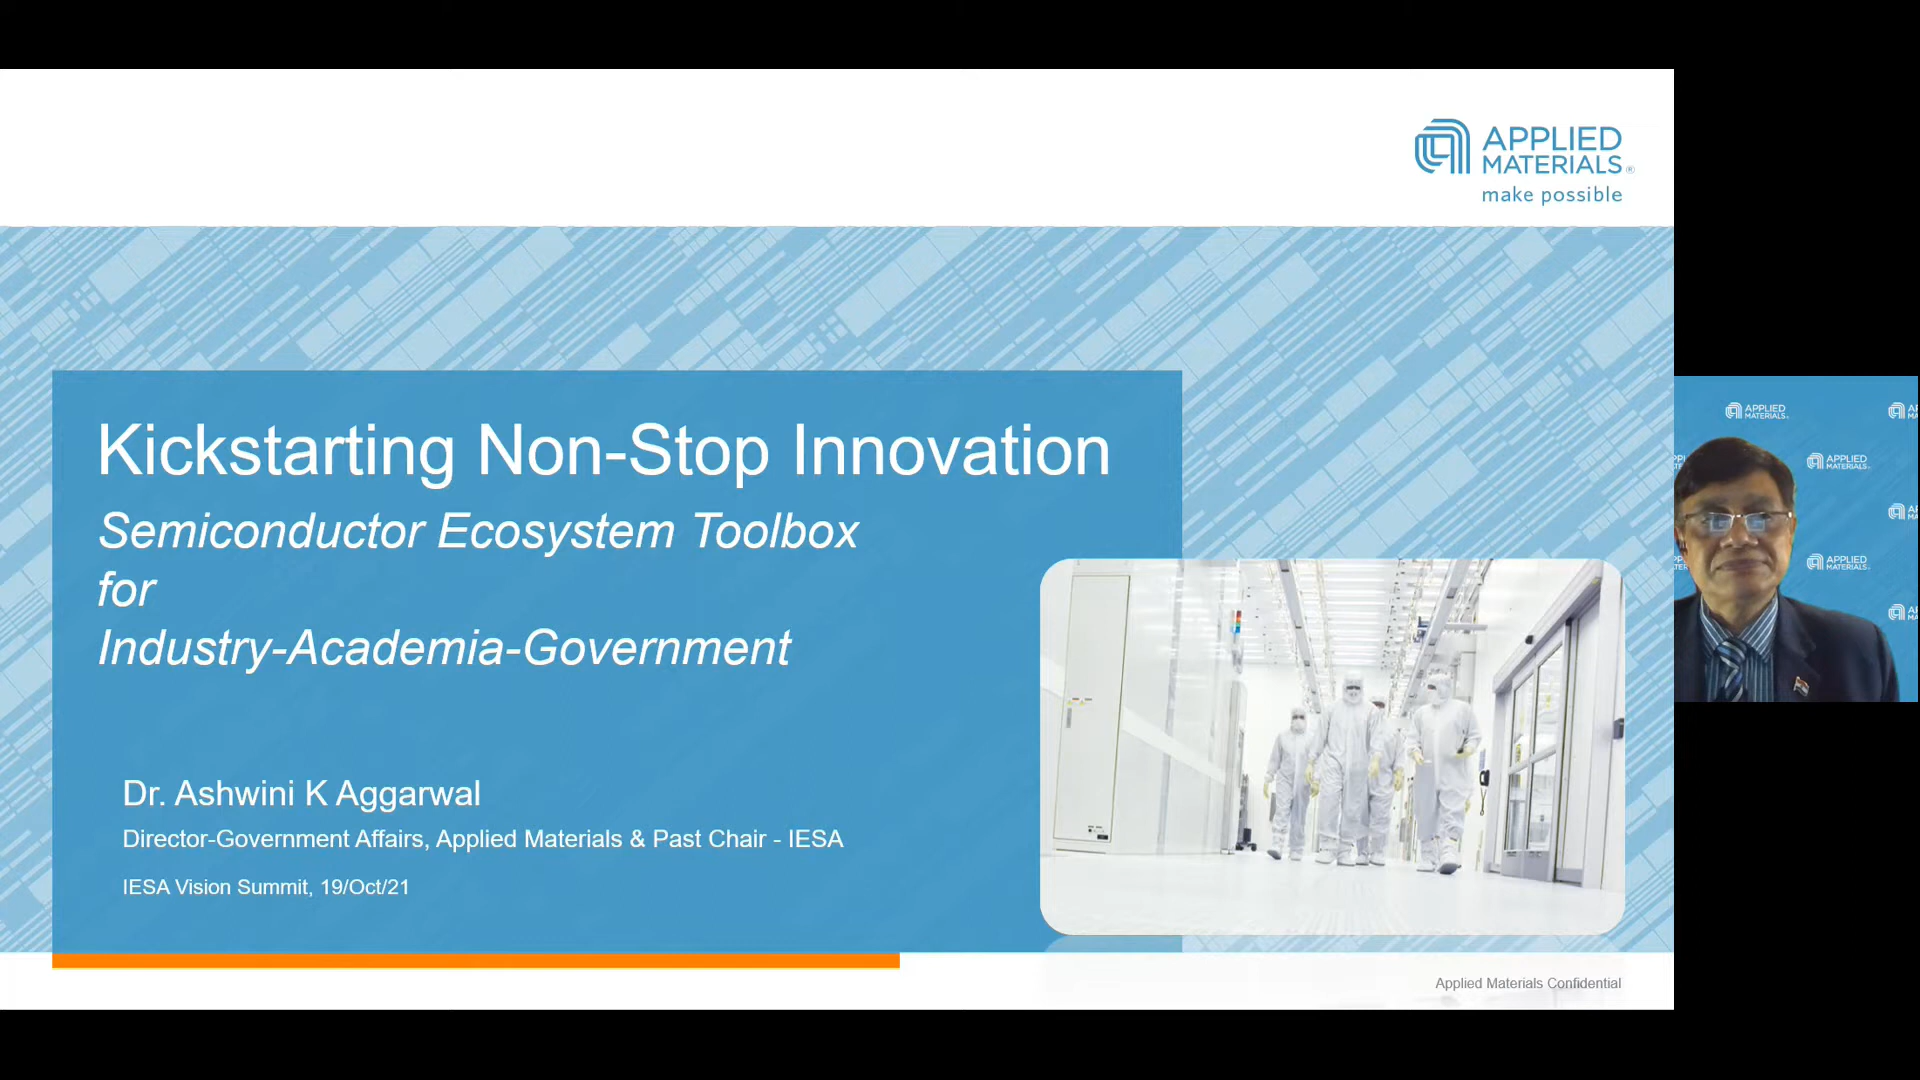 APPLIED
MATERIALS®
make possible
Kickstarting Non-Stop Innovation
Semiconductor Ecosystem Toolbox
for
Industry-Academia-Government
Dr. Ashwini K Aggarwal
Director-Government Affairs, Applied Materials & Past Chair - IESA
IESA Vision Summit, 19/Oct/21
Applied Materials Confidential
APPLIED
MATERIALS
APPLIED
MATERIALS
APPLIED
MATERIALS